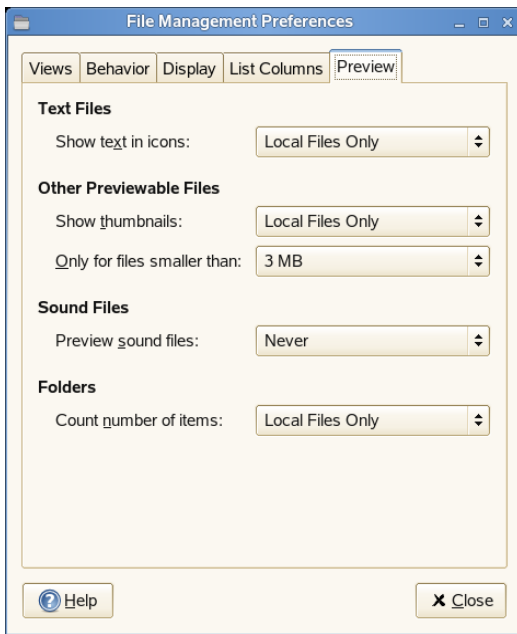 File Management Preferences
Views Behavior Display List Columns Preview
Text Files
Show text in icons: Local Files Only
Other Previewable Files
Show thumbnails: Local Files Only
Only for files smaller than: 3 MB
Sound Files
Preview sound files: Never
Folders
Count number of items: Local Files Only
Help Close